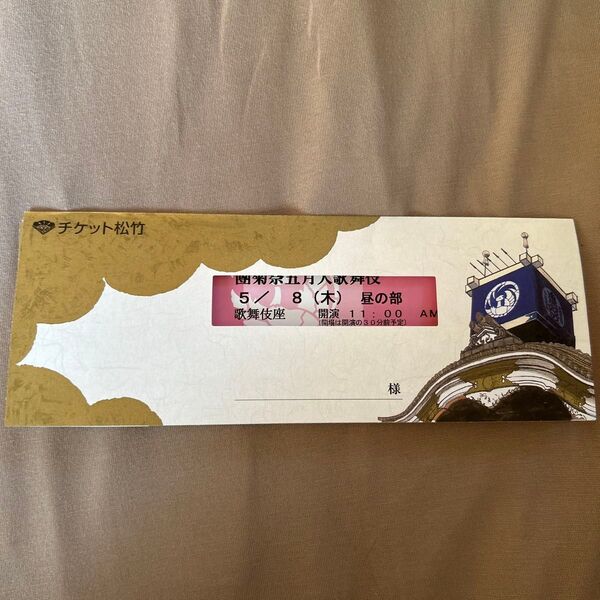 チケット松竹
團菊祭五月大歌舞伎
5／ 8（木） 昼の部
歌舞伎座 開演 11：00 AM
（開場は開演の30分前予定）
様